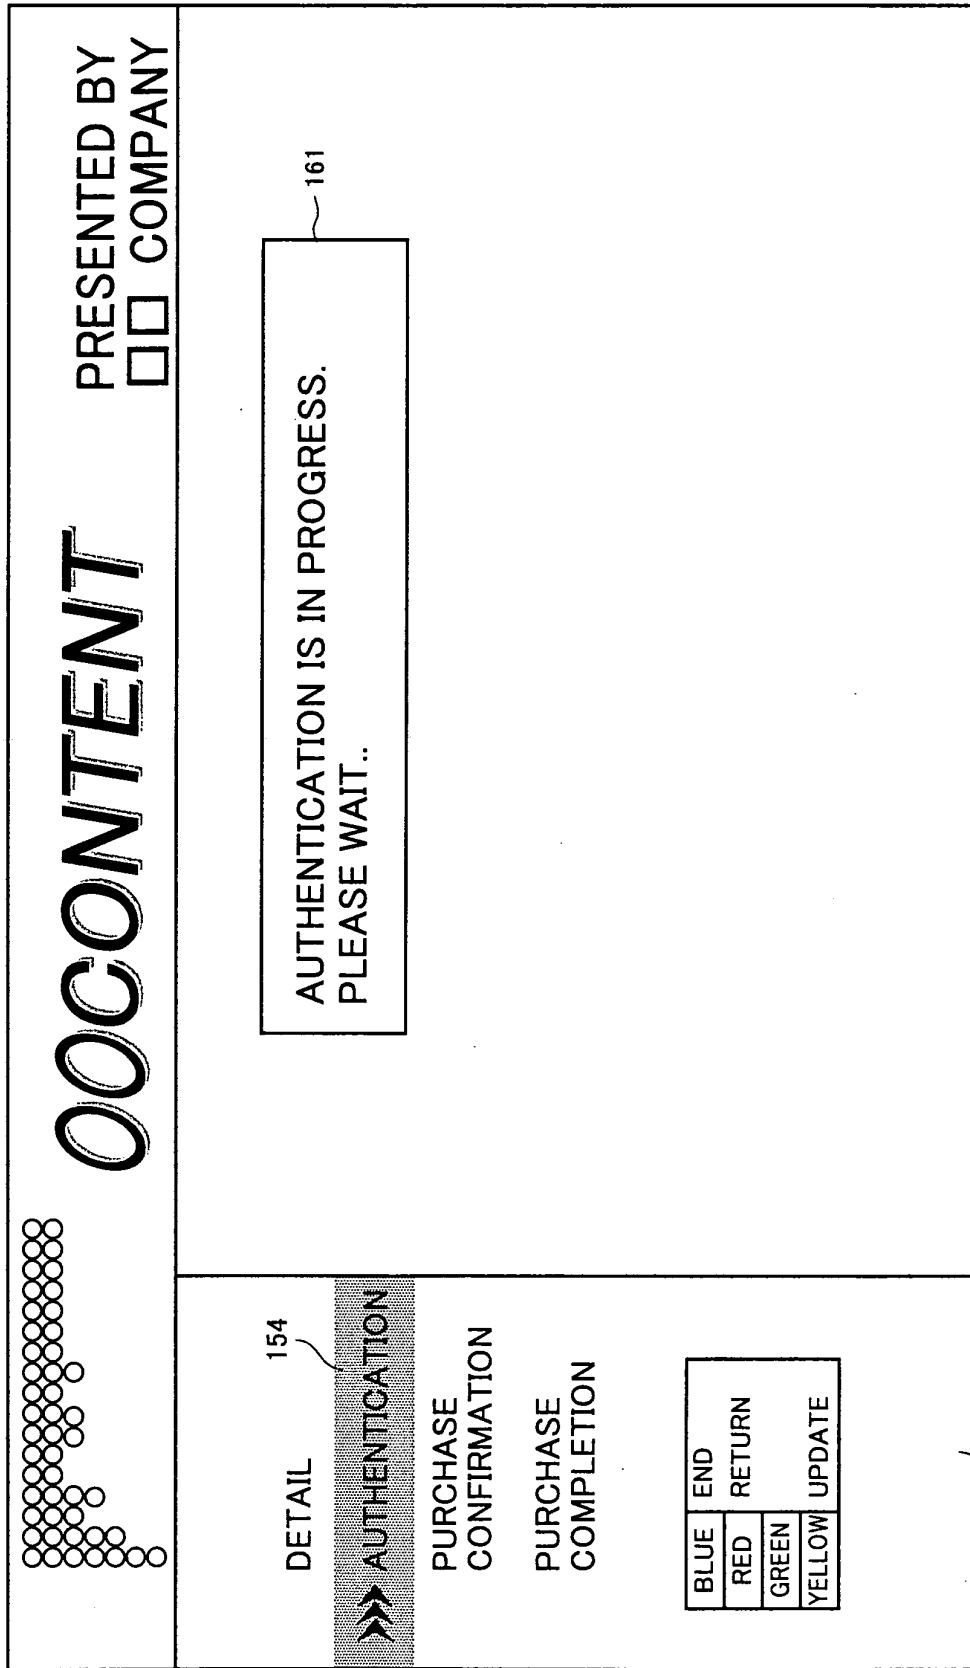 OOCONTENT
PRESENTED BY
□□ COMPANY
DETAIL
154
>>> AUTHENTICATION
PURCHASE
CONFIRMATION
PURCHASE
COMPLETION
BLUE END
RED RETURN
GREEN
YELLOW UPDATE
161
AUTHENTICATION IS IN PROGRESS.
PLEASE WAIT..